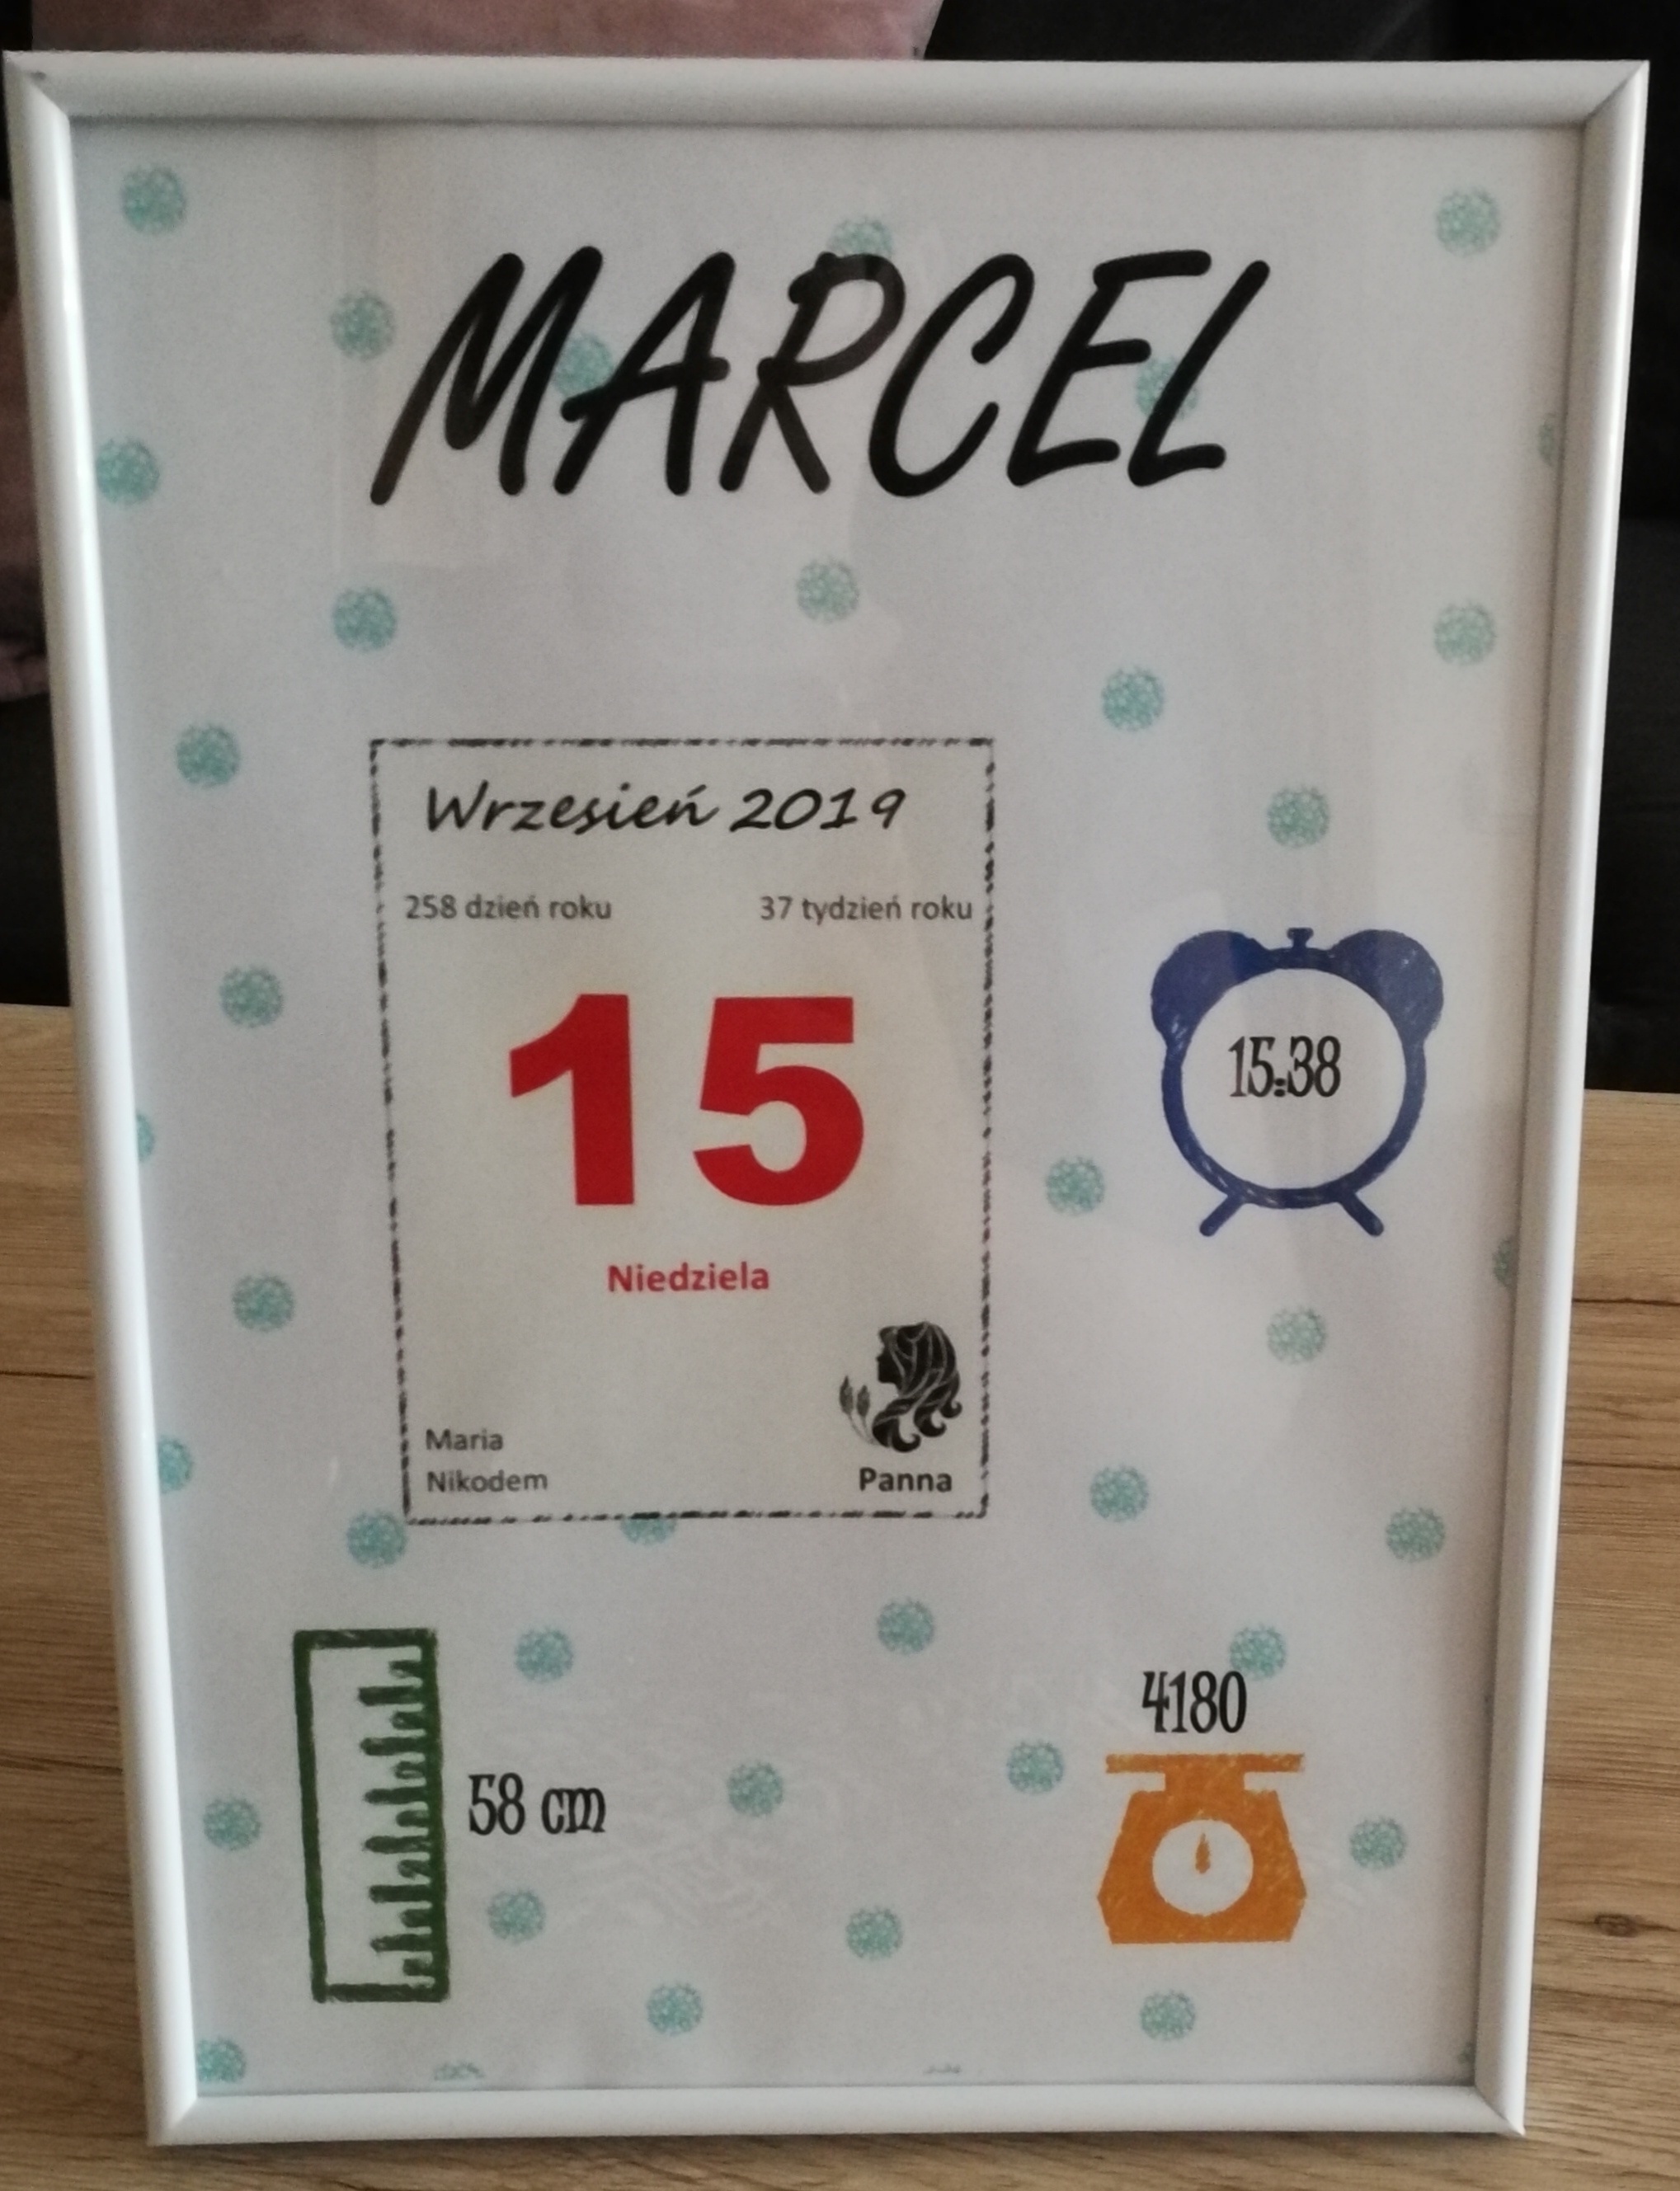 MARCEL
Wrzesień 2019
258 dzień roku 37 tydzień roku
15
Niedziela
15:38
Maria
Nikodem
Panna
58 cm
4180